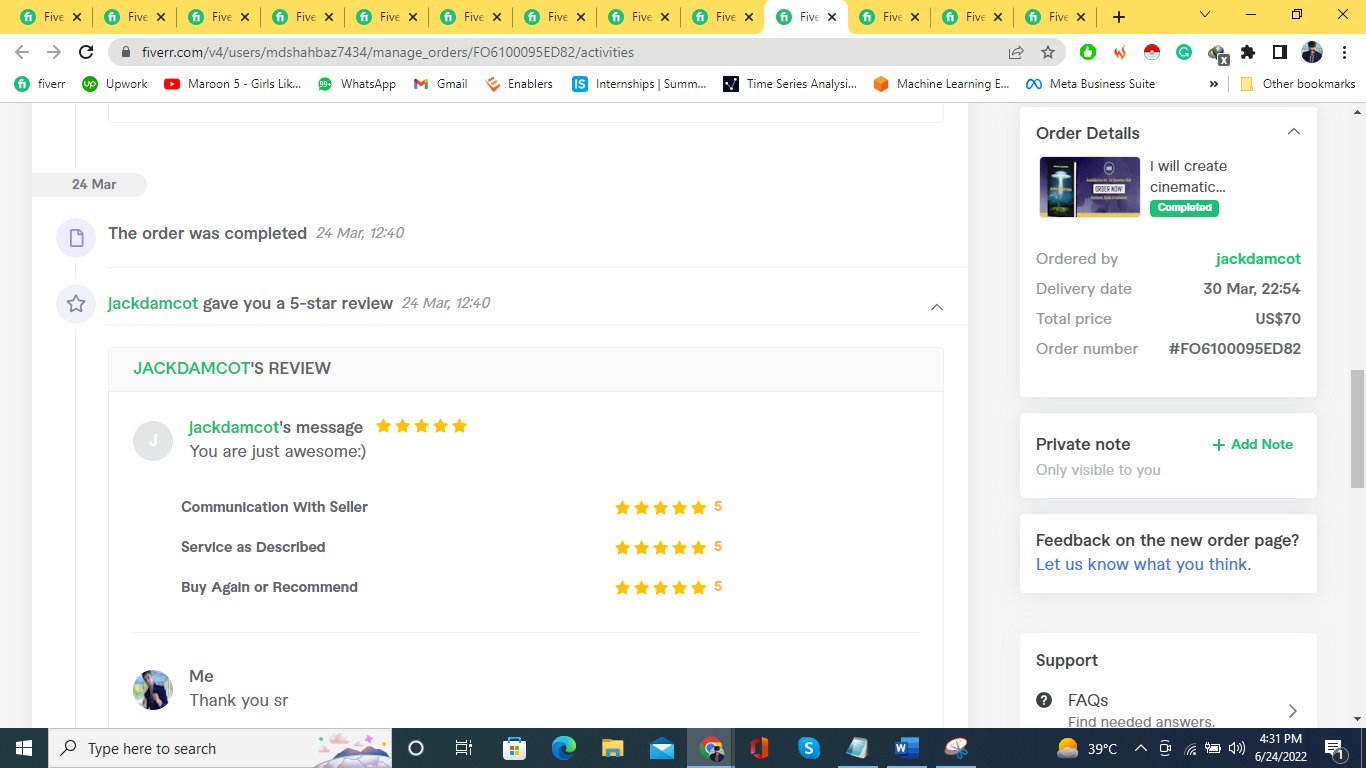 Five
Five
Five
Five
Five
Five
Five
Five
Five
Five
Five
Five
Five
fiverr.com/v4/users/mdshahbaz7434/manage_orders/FO6100095ED82/activities
fiverr
Upwork
Maroon 5 - Girls Lik...
99+
WhatsApp
Gmail
Enablers
IS
Internships | Summ...
Time Series Analysi...
Machine Learning E...
Meta Business Suite
»
Other bookmarks
24 Mar
The order was completed 24 Mar, 12:40
jackdamcot gave you a 5-star review 24 Mar, 12:40
JACKDAMCOT'S REVIEW
J
jackdamcot's message
You are just awesome:)
Communication With Seller 5
Service as Described 5
Buy Again or Recommend 5
Me
Thank you sr
Order Details
ORDER NOW!
I will create
cinematic...
Completed
Ordered by jackdamcot
Delivery date 30 Mar, 22:54
Total price US$70
Order number #FO6100095ED82
Private note + Add Note
Only visible to you
Feedback on the new order page?
Let us know what you think.
Support
FAQs
Find needed answers.
Type here to search
39°C
4:31 PM
6/24/2022
1